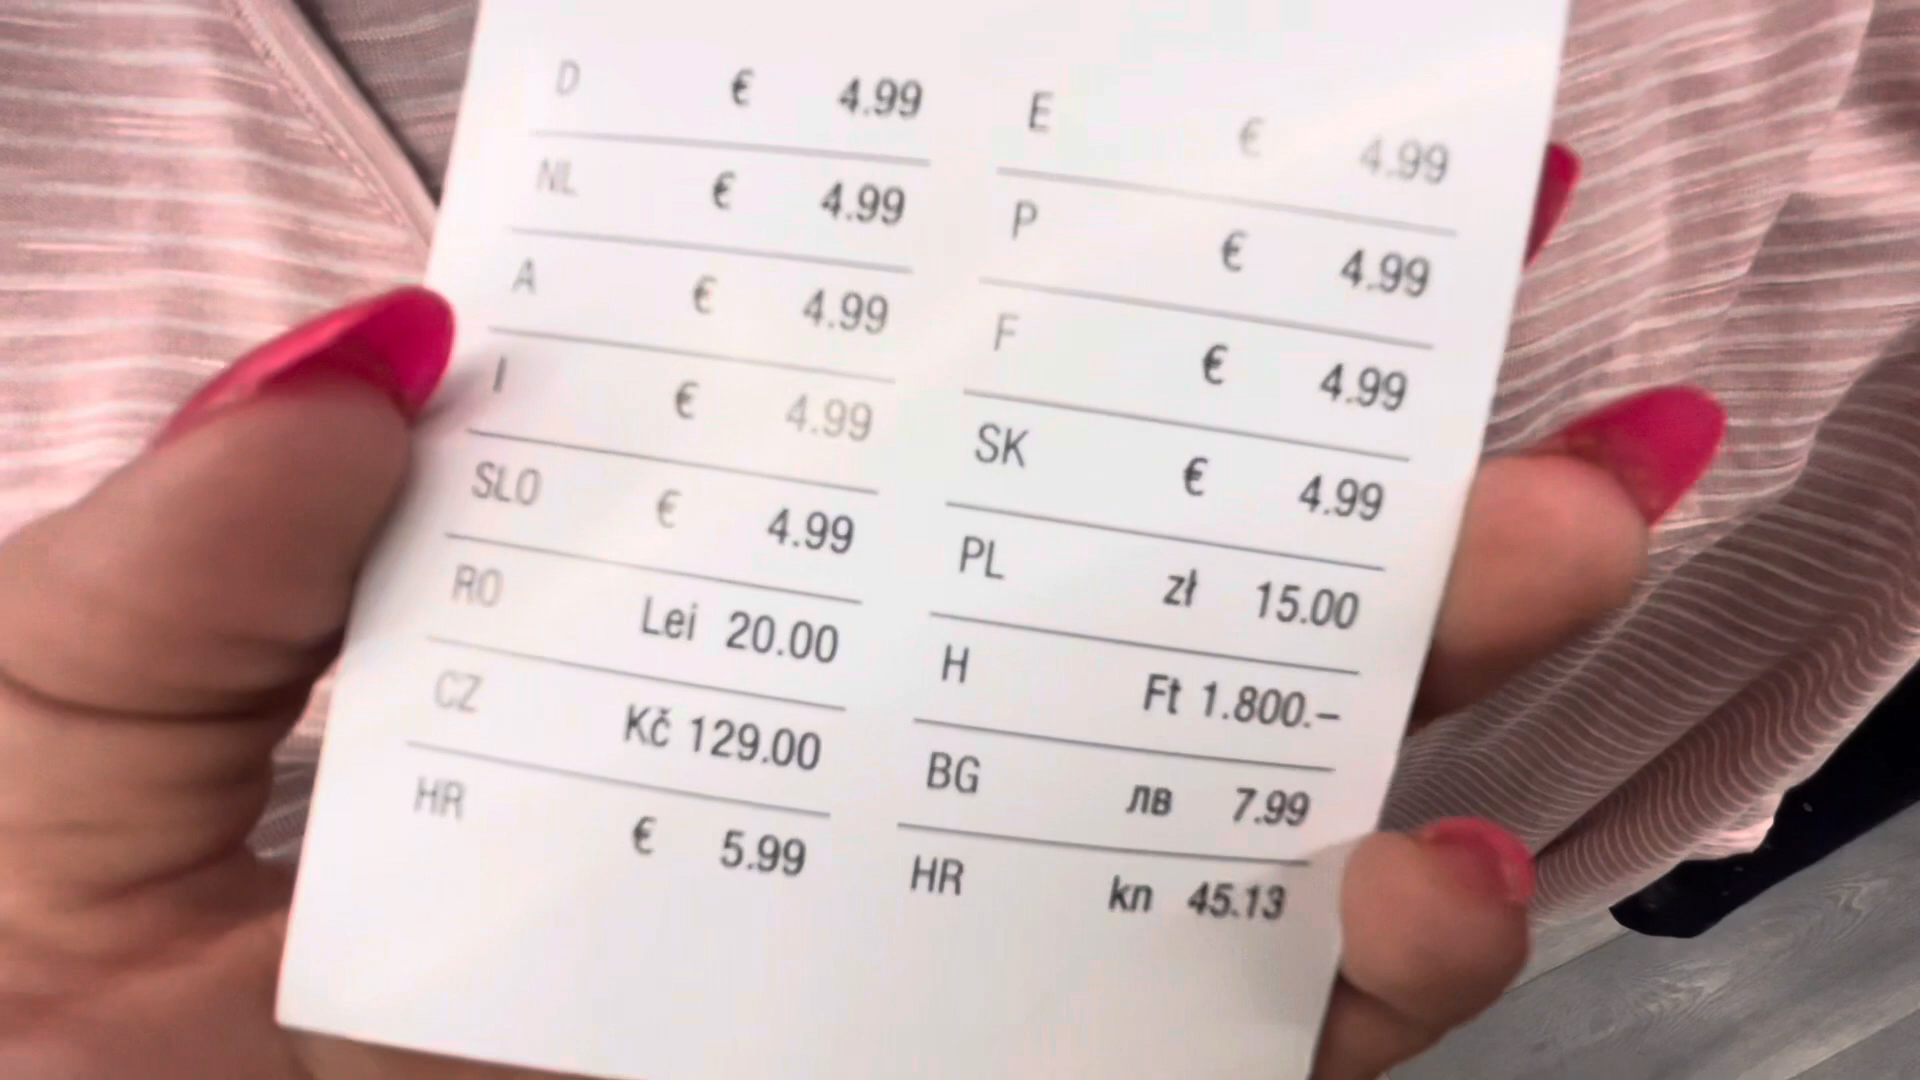 D € 4.99
NL € 4.99
A € 4.99
I € 4.99
SLO € 4.99
RO Lei 20.00
CZ Kč 129.00
HR € 5.99
E € 4.99
P € 4.99
F € 4.99
SK € 4.99
PL zł 15.00
H Ft 1.800.–
BG лв 7.99
HR kn 45.13